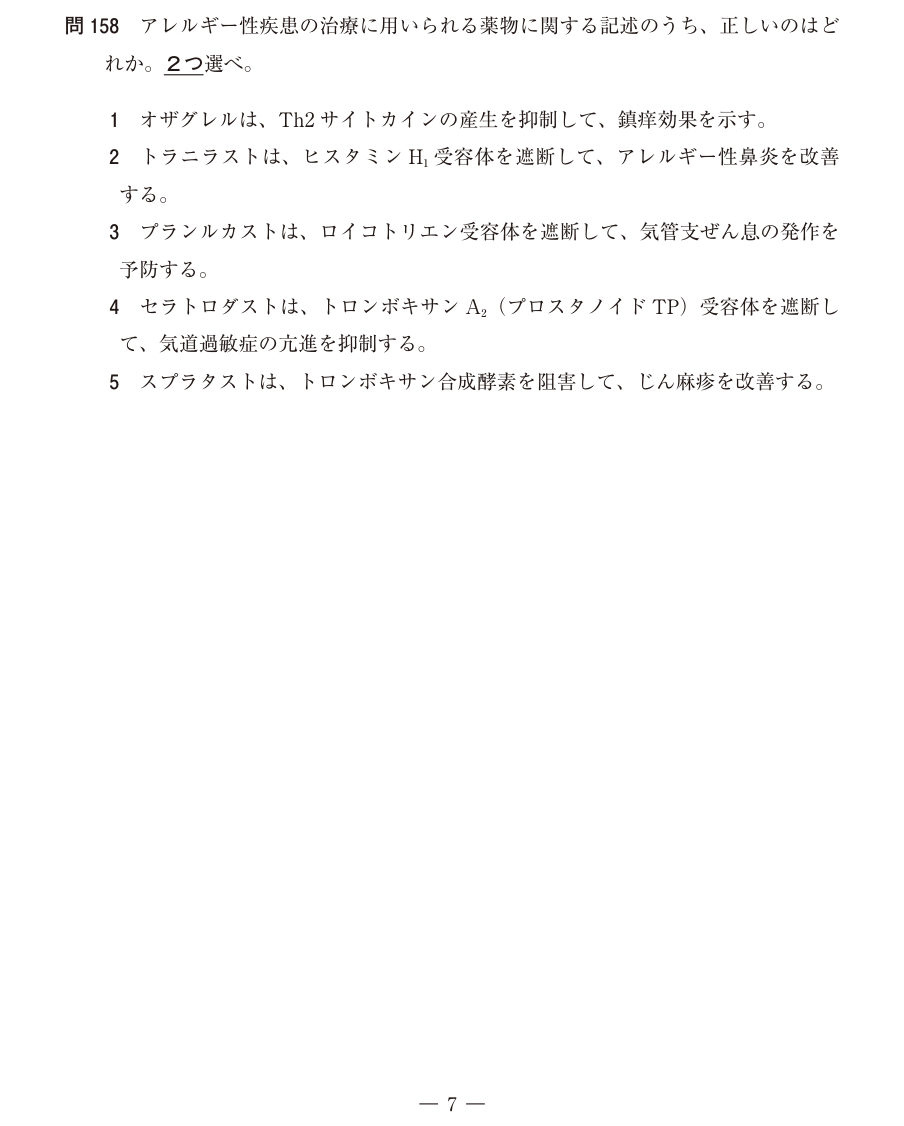 問 158　アレルギー性疾患の治療に用いられる薬物に関する記述のうち、正しいのはど
れか。２つ選べ。
1　オザグレルは、Th2 サイトカインの産生を抑制して、鎮痒効果を示す。
2　トラニラストは、ヒスタミン H₁ 受容体を遮断して、アレルギー性鼻炎を改善
する。
3　プランルカストは、ロイコトリエン受容体を遮断して、気管支ぜん息の発作を
予防する。
4　セラトロダストは、トロンボキサン A₂（プロスタノイド TP）受容体を遮断し
て、気道過敏症の亢進を抑制する。
5　スプラタストは、トロンボキサン合成酵素を阻害して、じん麻疹を改善する。
― 7 ―